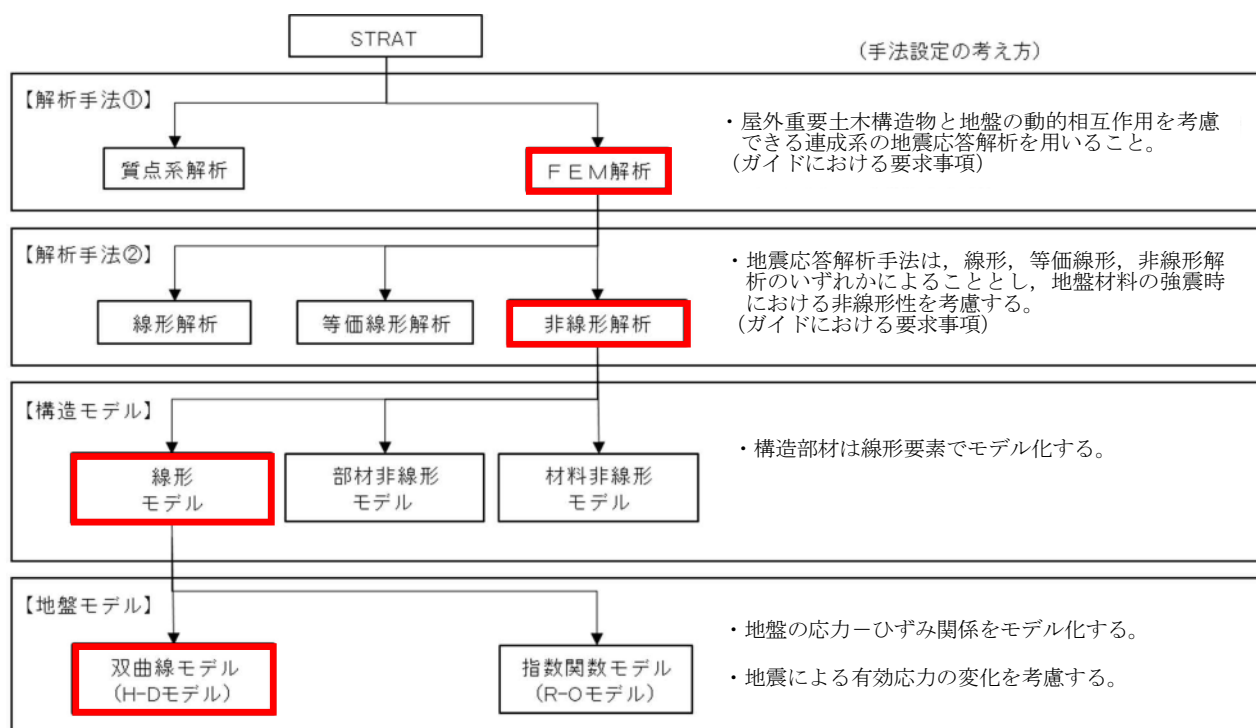 STRAT
(手法設定の考え方)
【解析手法①】
質点系解析
FEM解析
・屋外重要土木構造物と地盤の動的相互作用を考慮
できる連成系の地震応答解析を用いること。
(ガイドにおける要求事項)
【解析手法②】
線形解析
等価線形解析
非線形解析
・地震応答解析手法は，線形，等価線形，非線形解
析のいずれかによることとし，地盤材料の強震時
における非線形性を考慮する。
(ガイドにおける要求事項)
【構造モデル】
線形
モデル
部材非線形
モデル
材料非線形
モデル
・構造部材は線形要素でモデル化する。
【地盤モデル】
双曲線モデル
(H-Dモデル)
指数関数モデル
(R-Oモデル)
・地盤の応力－ひずみ関係をモデル化する。
・地震による有効応力の変化を考慮する。